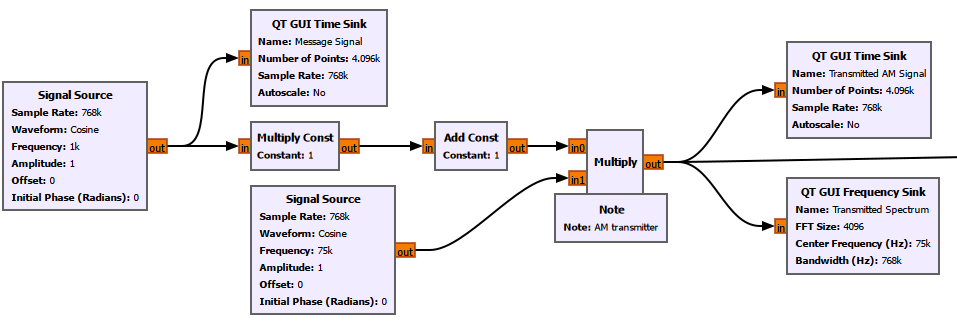 QT GUI Time Sink
Name: Message Signal
Number of Points: 4.096k
Sample Rate: 768k
Autoscale: No
in
Signal Source
Sample Rate: 768k
Waveform: Cosine
Frequency: 1k
Amplitude: 1
Offset: 0
Initial Phase (Radians): 0
out
in
Multiply Const
Constant: 1
out
in
Add Const
Constant: 1
out
in0
in1
Multiply
out
Note
Note: AM transmitter
Signal Source
Sample Rate: 768k
Waveform: Cosine
Frequency: 75k
Amplitude: 1
Offset: 0
Initial Phase (Radians): 0
out
QT GUI Time Sink
Name: Transmitted AM Signal
Number of Points: 4.096k
Sample Rate: 768k
Autoscale: No
in
QT GUI Frequency Sink
Name: Transmitted Spectrum
FFT Size: 4096
Center Frequency (Hz): 75k
Bandwidth (Hz): 768k
in